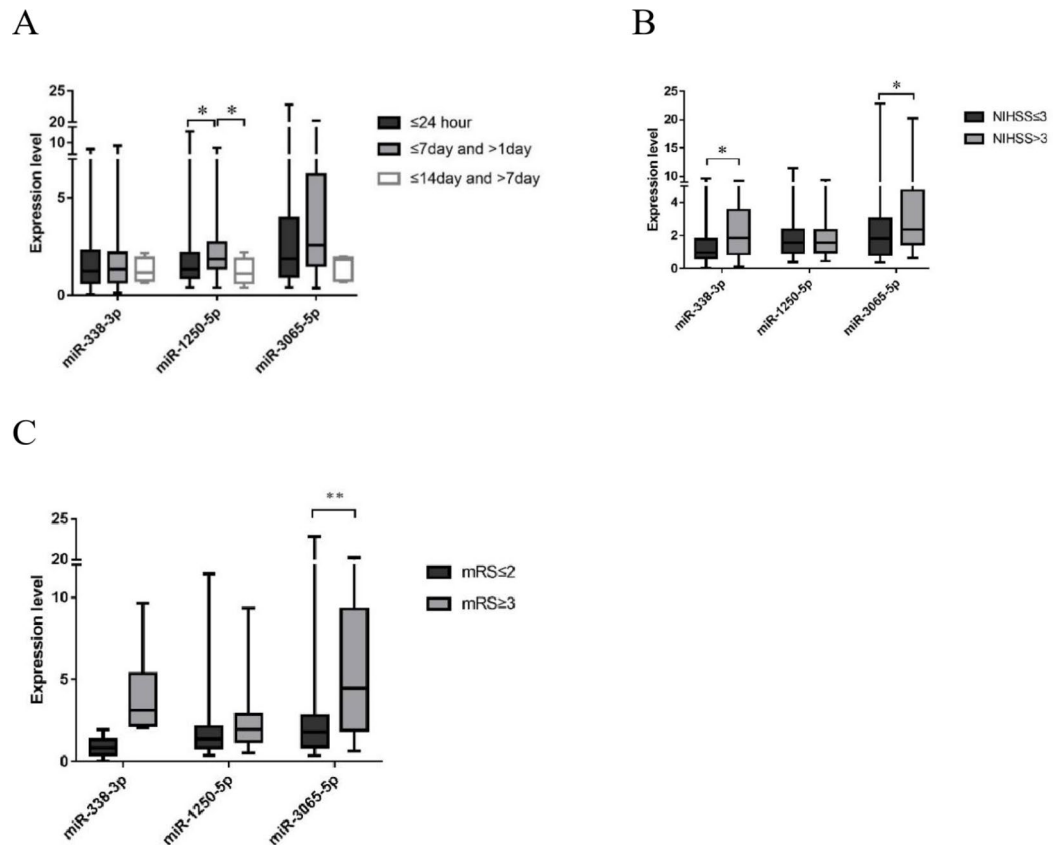 A
Expression level
25
20
10
5
0
*
*
miR-338-3p
miR-1250-5p
miR-3065-5p
≤24 hour
≤7day and >1day
≤14day and >7day
B
Expression level
25
20
15
10
6
4
2
0
*
*
miR-338-3p
miR-1250-5p
miR-3065-5p
NIHSS≤3
NIHSS>3
C
Expression level
25
20
10
5
0
**
miR-338-3p
miR-1250-5p
miR-3065-5p
mRS≤2
mRS≥3